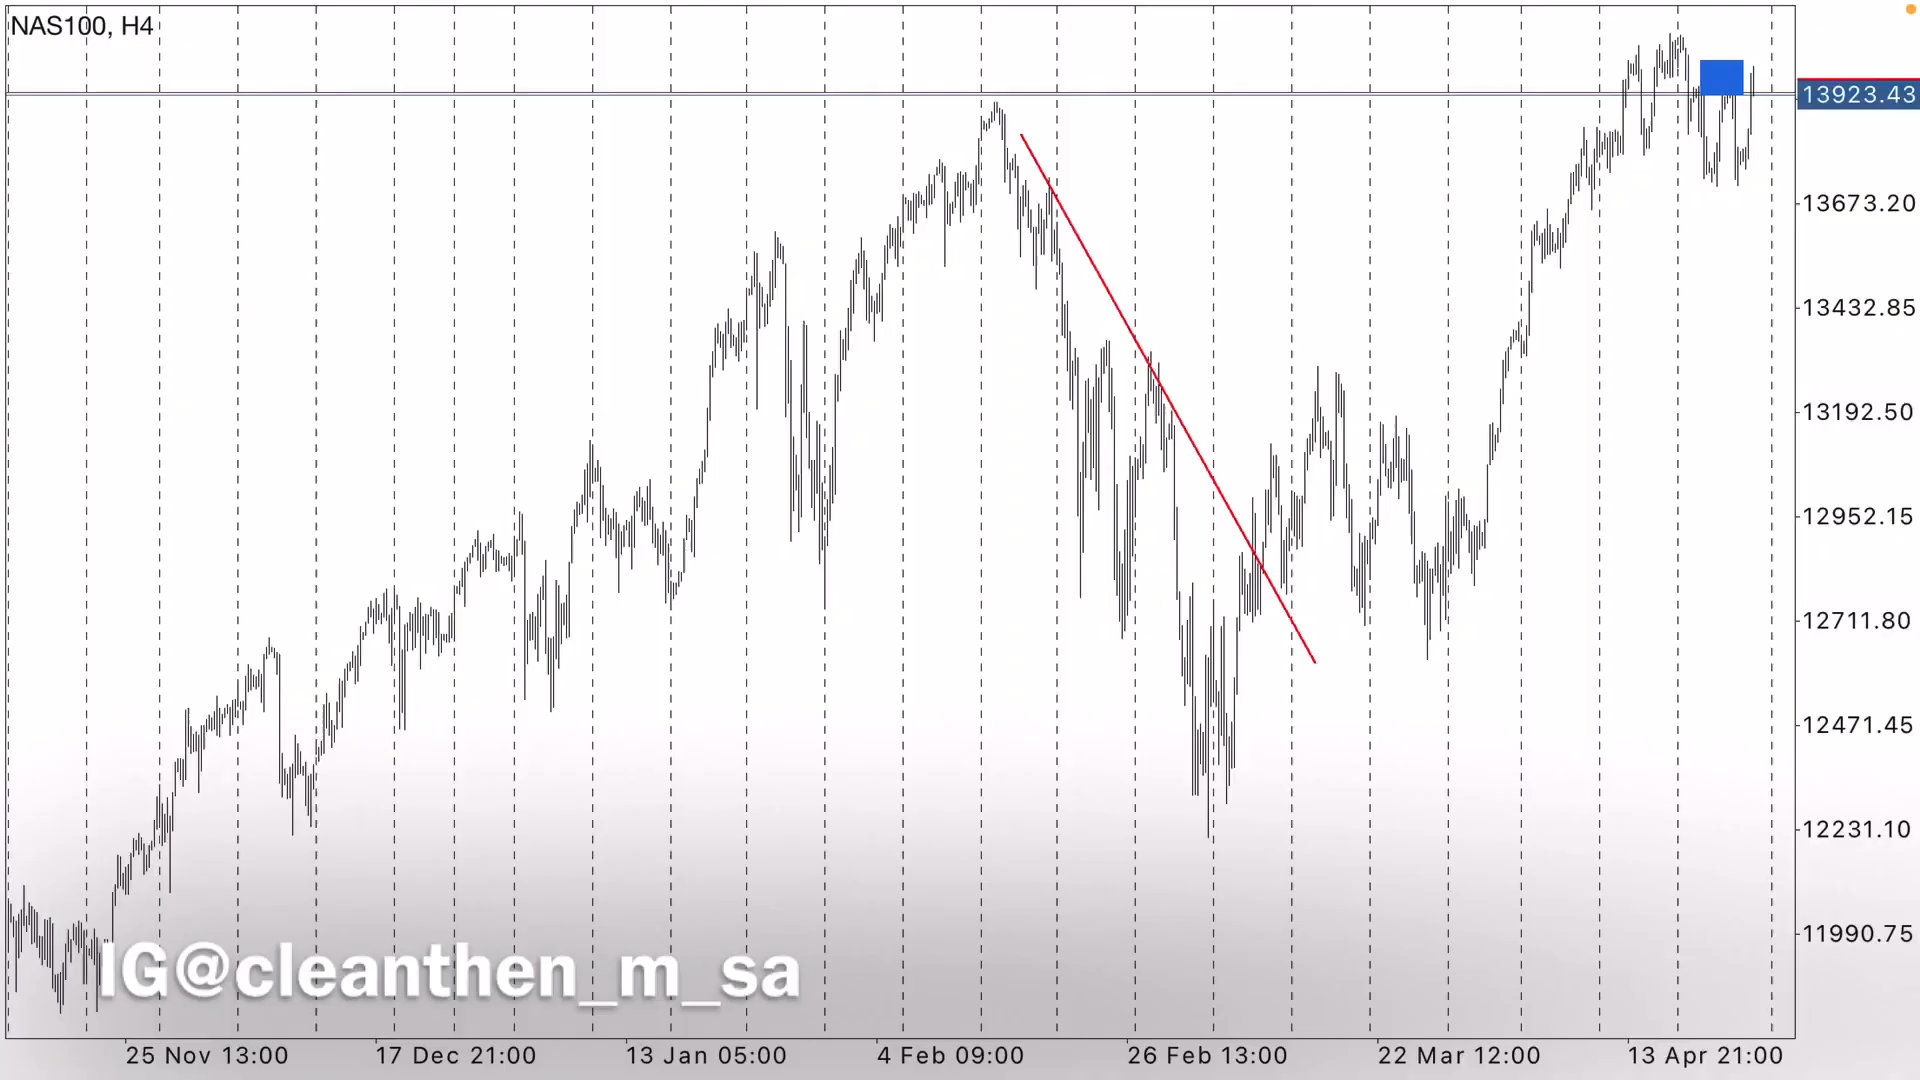 NAS100, H4
13923.43
13673.20
13432.85
13192.50
12952.15
12711.80
12471.45
12231.10
11990.75
IG@cleanthen_m_sa
25 Nov 13:00
17 Dec 21:00
13 Jan 05:00
4 Feb 09:00
26 Feb 13:00
22 Mar 12:00
13 Apr 21:00